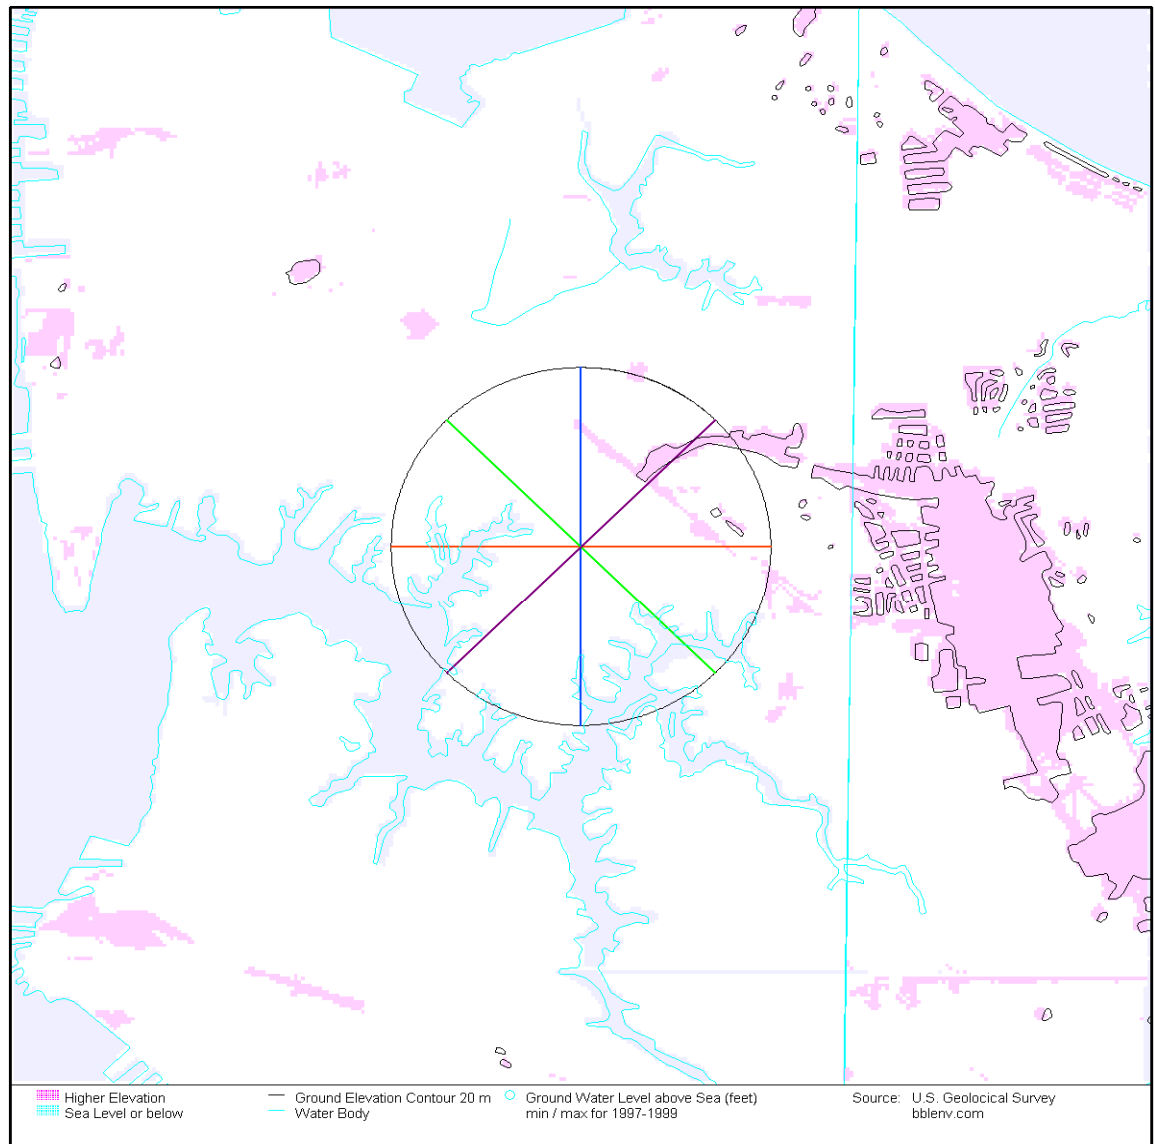 Higher Elevation
Sea Level or below
Ground Elevation Contour 20 m
Water Body
Ground Water Level above Sea (feet)
min / max for 1997-1999
Source: U.S. Geolocical Survey
bblenv.com